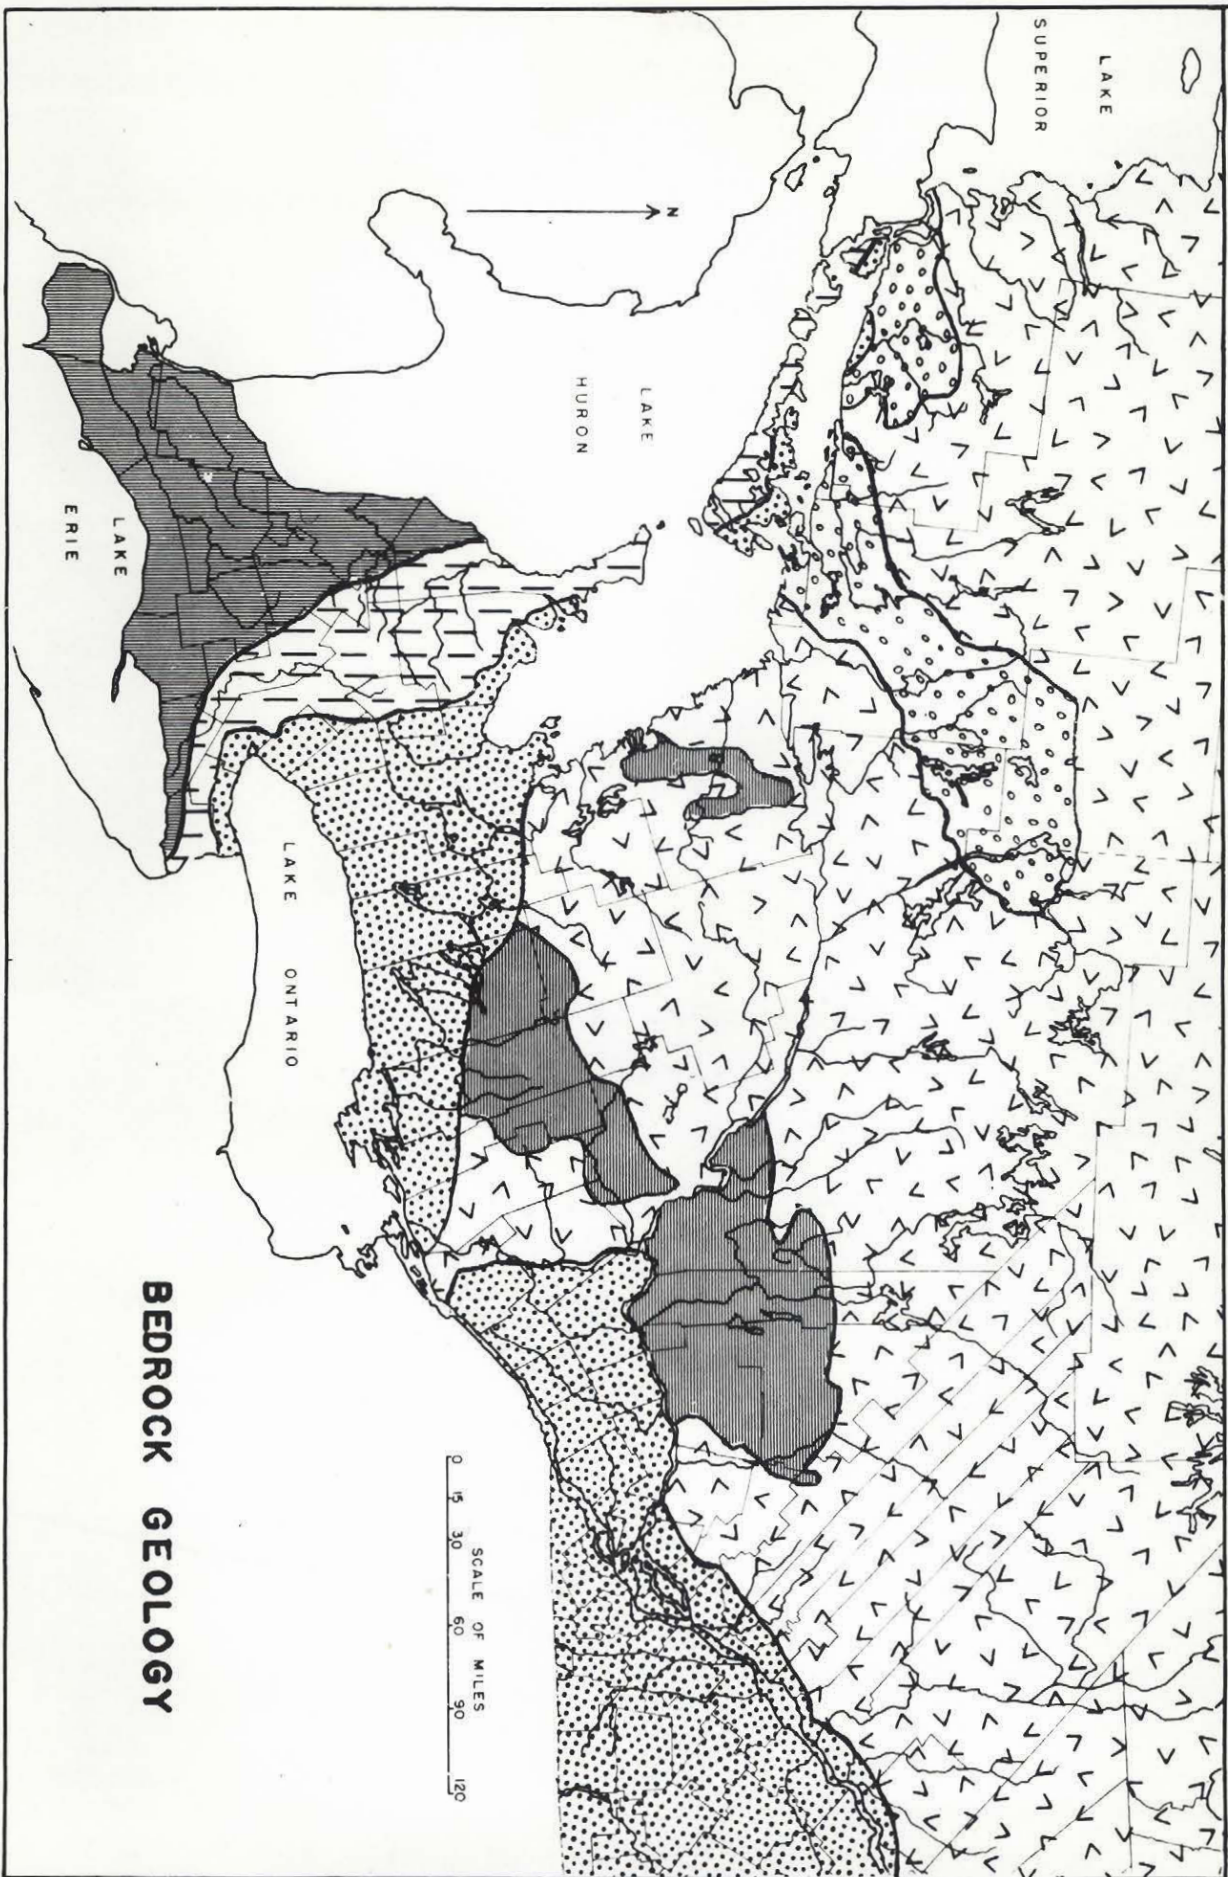 LAKE
SUPERIOR
N
LAKE
HURON
LAKE
ERIE
LAKE ONTARIO
SCALE OF MILES
0 15 30 60 90 120
BEDROCK GEOLOGY